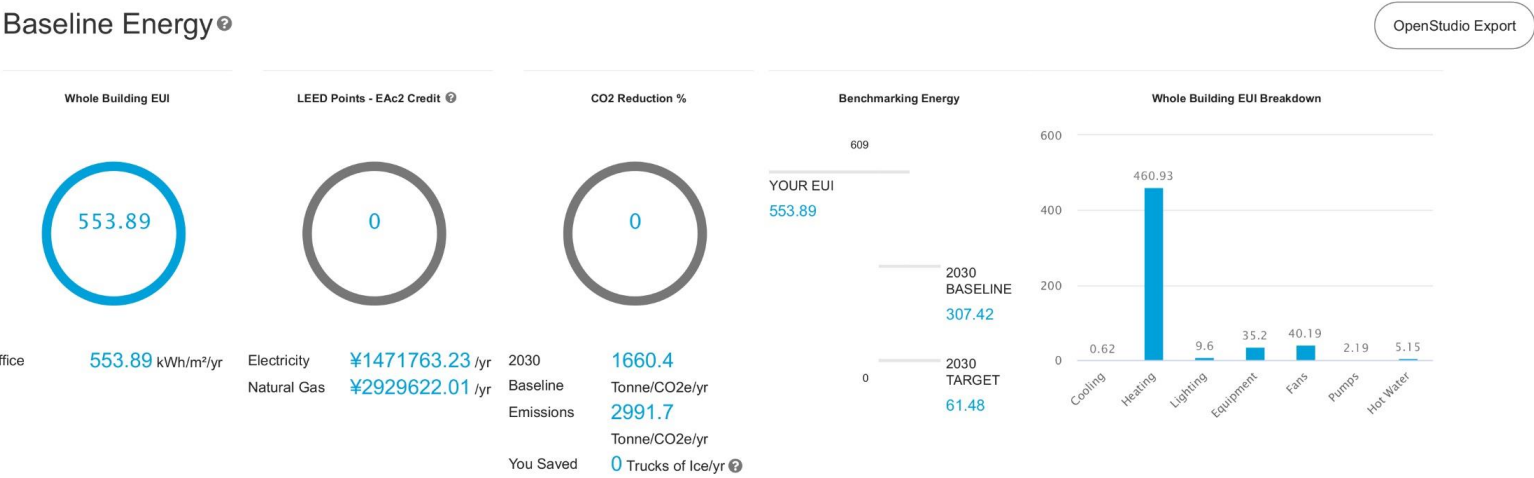 Baseline Energy
OpenStudio Export
Whole Building EUI
553.89
ffice 553.89 kWh/m²/yr
LEED Points - EAc2 Credit
0
Electricity ¥1471763.23 /yr
Natural Gas ¥2929622.01 /yr
CO2 Reduction %
0
2030 1660.4
Baseline Tonne/CO2e/yr
Emissions 2991.7
Tonne/CO2e/yr
You Saved 0 Trucks of Ice/yr
Benchmarking Energy
609
YOUR EUI
553.89
2030
BASELINE
307.42
0
2030
TARGET
61.48
Whole Building EUI Breakdown
600
400
200
0
0.62
460.93
9.6
35.2
40.19
2.19
5.15
Cooling
Heating
Lighting
Equipment
Fans
Pumps
Hot Water